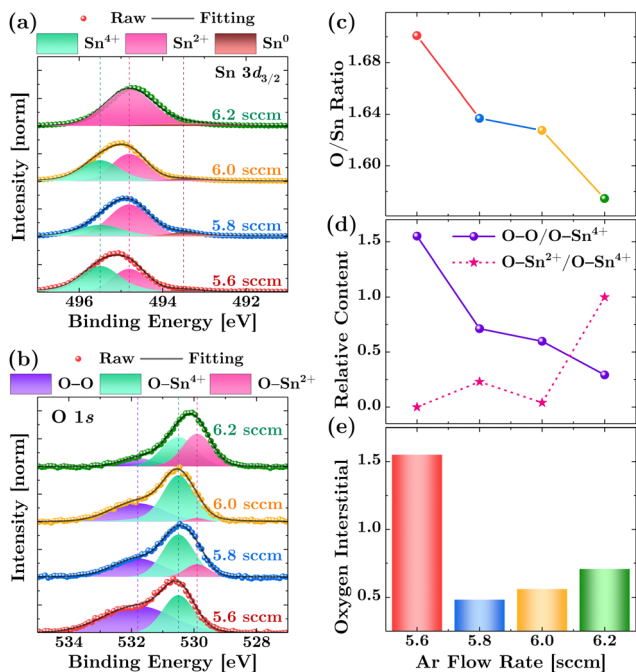 (a)
Raw Fitting
Sn⁴⁺ Sn²⁺ Sn⁰
Sn 3d₃/₂
6.2 sccm
6.0 sccm
5.8 sccm
5.6 sccm
Intensity [norm]
496 494 492
Binding Energy [eV]
(b)
Raw Fitting
O–O O–Sn⁴⁺ O–Sn²⁺
O 1s
6.2 sccm
6.0 sccm
5.8 sccm
5.6 sccm
Intensity [norm]
534 532 530 528
Binding Energy [eV]
(c)
O/Sn Ratio
1.68
1.64
1.60
(d)
O–O/O–Sn⁴⁺
O–Sn²⁺/O–Sn⁴⁺
Relative Content
1.5
1.0
0.5
0.0
(e)
Oxygen Interstitial
1.5
1.0
0.5
5.6 5.8 6.0 6.2
Ar Flow Rate [sccm]